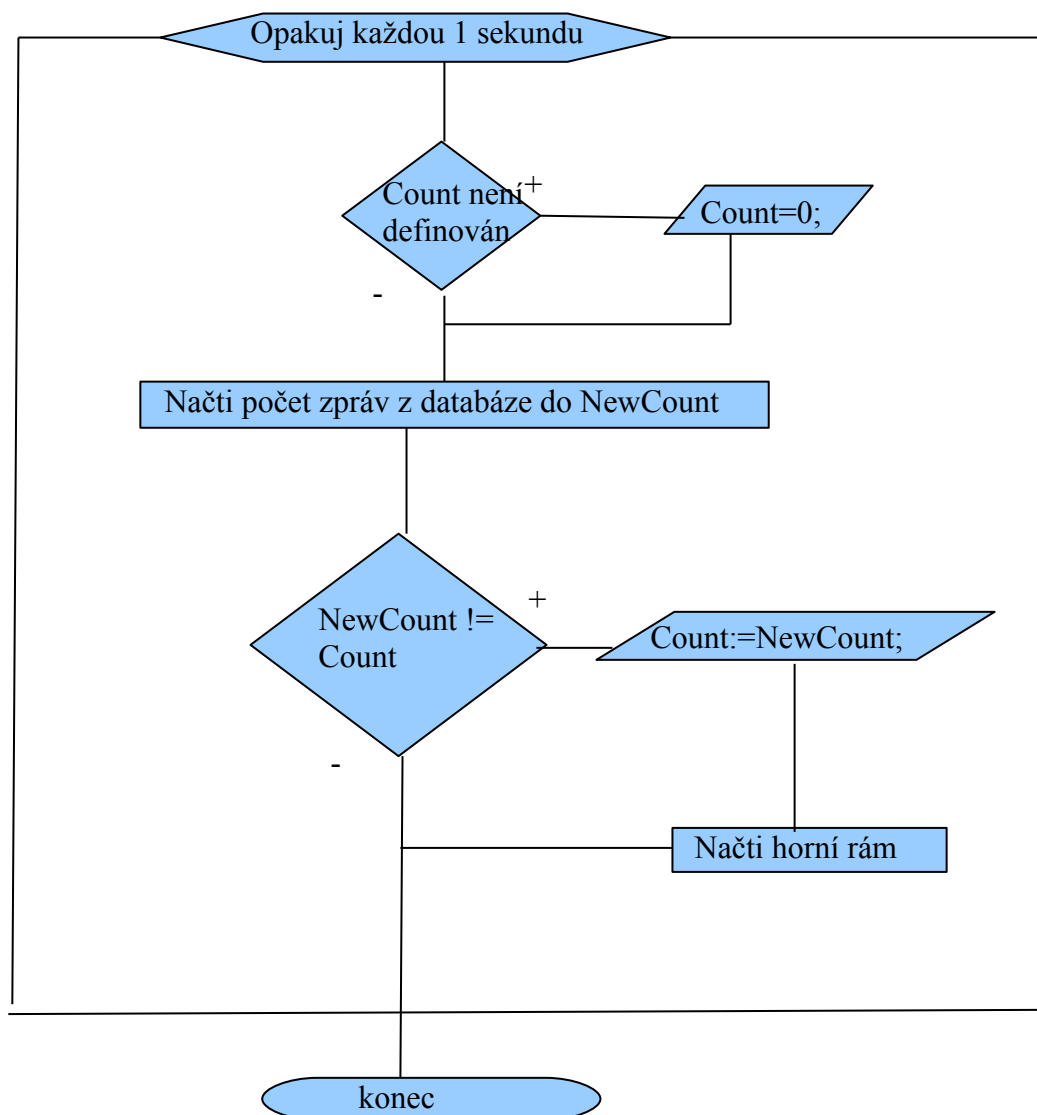 Opakuj každou 1 sekundu
Count není
definován
+
Count=0;
-
Načti počet zpráv z databáze do NewCount
+
NewCount !=
Count
Count:=NewCount;
-
Načti horní rám
konec